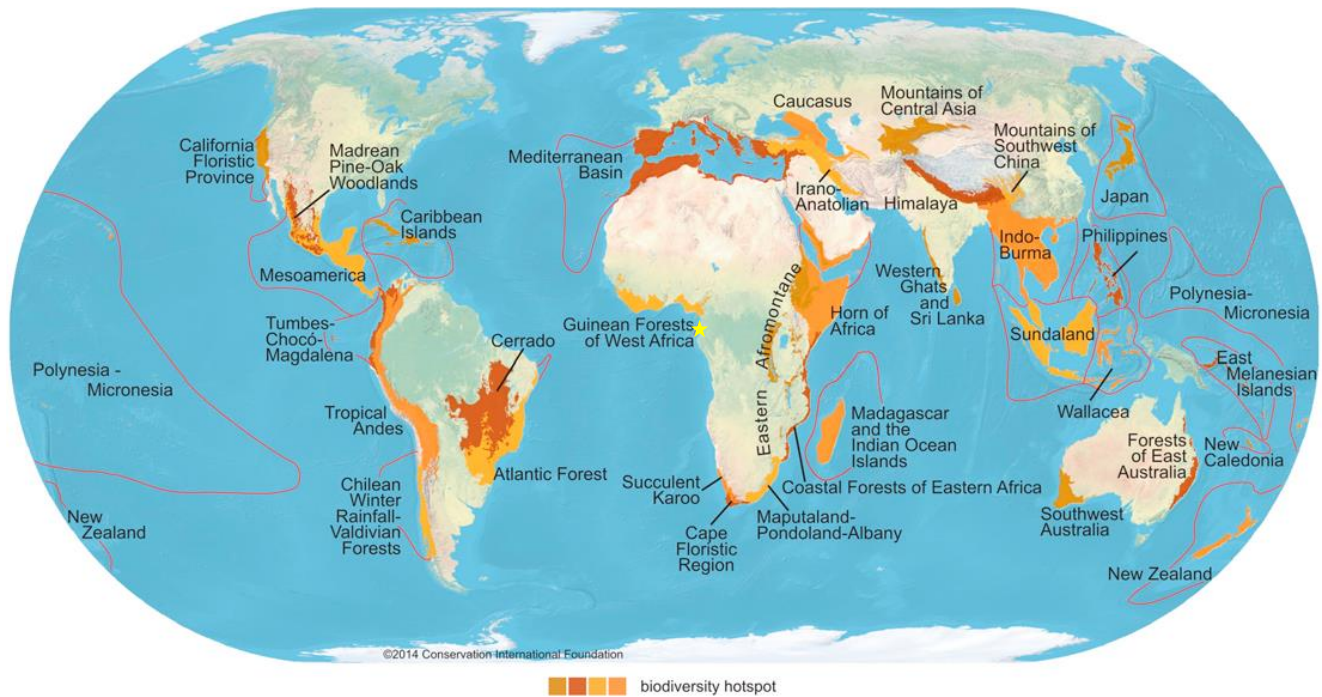 Caucasus
Mountains of
Central Asia
Mountains of
Southwest
China
California
Floristic
Province
Madrean
Pine-Oak
Woodlands
Mediterranean
Basin
Irano-
Anatolian
Himalaya
Japan
Caribbean
Islands
Mesoamerica
Indo-
Burma
Philippines
Western
Ghats
and
Sri Lanka
Polynesia-
Micronesia
Tumbes-
Chocó-
Magdalena
Cerrado
Guinean Forests
of West Africa
Eastern Afromontane
Horn of
Africa
Sundaland
East
Melanesian
Islands
Polynesia -
Micronesia
Wallacea
Tropical
Andes
Madagascar
and the
Indian Ocean
Islands
Forests
of East
Australia
New
Caledonia
Atlantic Forest
Chilean
Winter
Rainfall-
Valdivian
Forests
Succulent
Karoo
Coastal Forests of Eastern Africa
Cape
Floristic
Region
Maputaland-
Pondoland-Albany
Southwest
Australia
New
Zealand
New Zealand
©2014 Conservation International Foundation
biodiversity hotspot